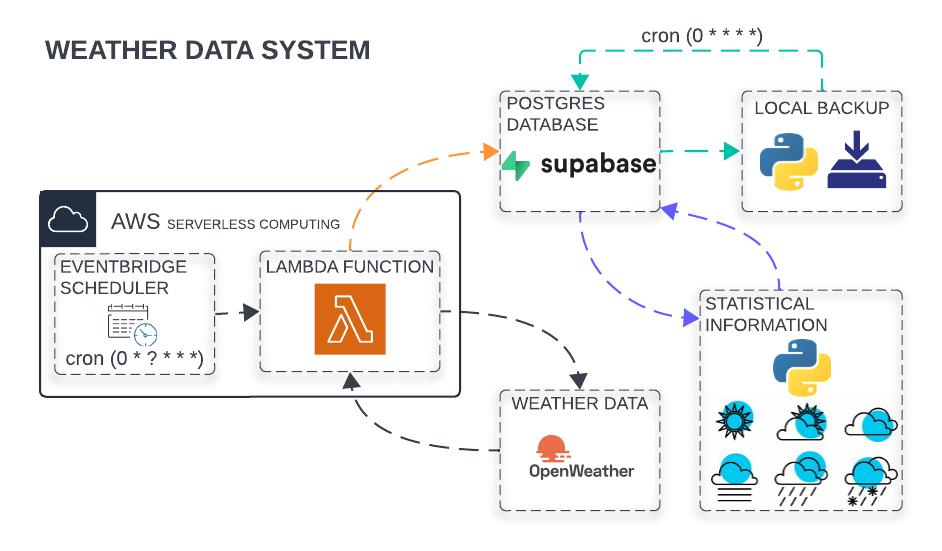 WEATHER DATA SYSTEM
cron (0 * * * *)
POSTGRES
DATABASE
supabase
LOCAL BACKUP
AWS SERVERLESS COMPUTING
EVENTBRIDGE
SCHEDULER
cron (0 * ? * * *)
LAMBDA FUNCTION
STATISTICAL
INFORMATION
WEATHER DATA
OpenWeather